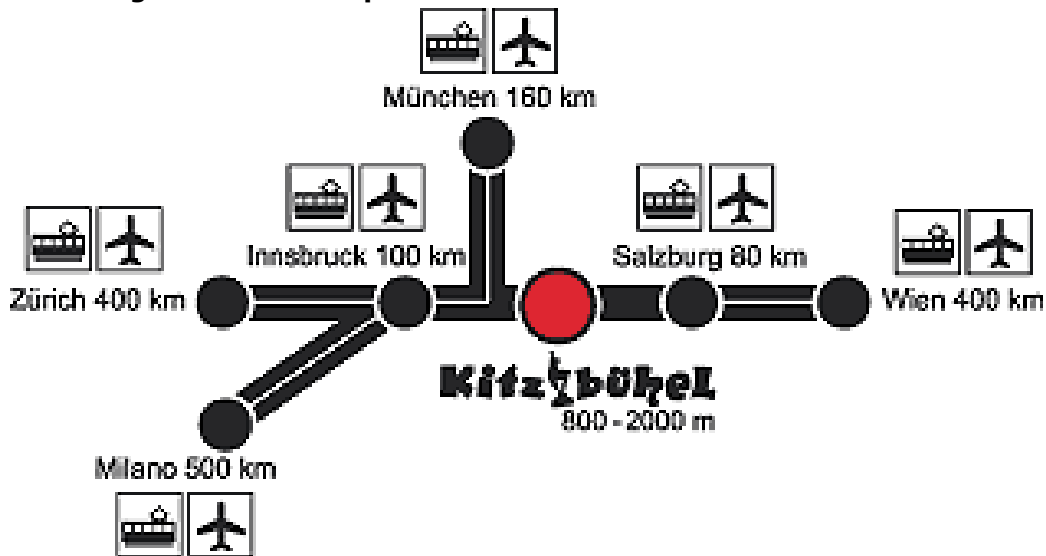 München 160 km
Innsbruck 100 km
Salzburg 80 km
Zürich 400 km
Wien 400 km
Kitzbühel
800 - 2000 m
Milano 500 km